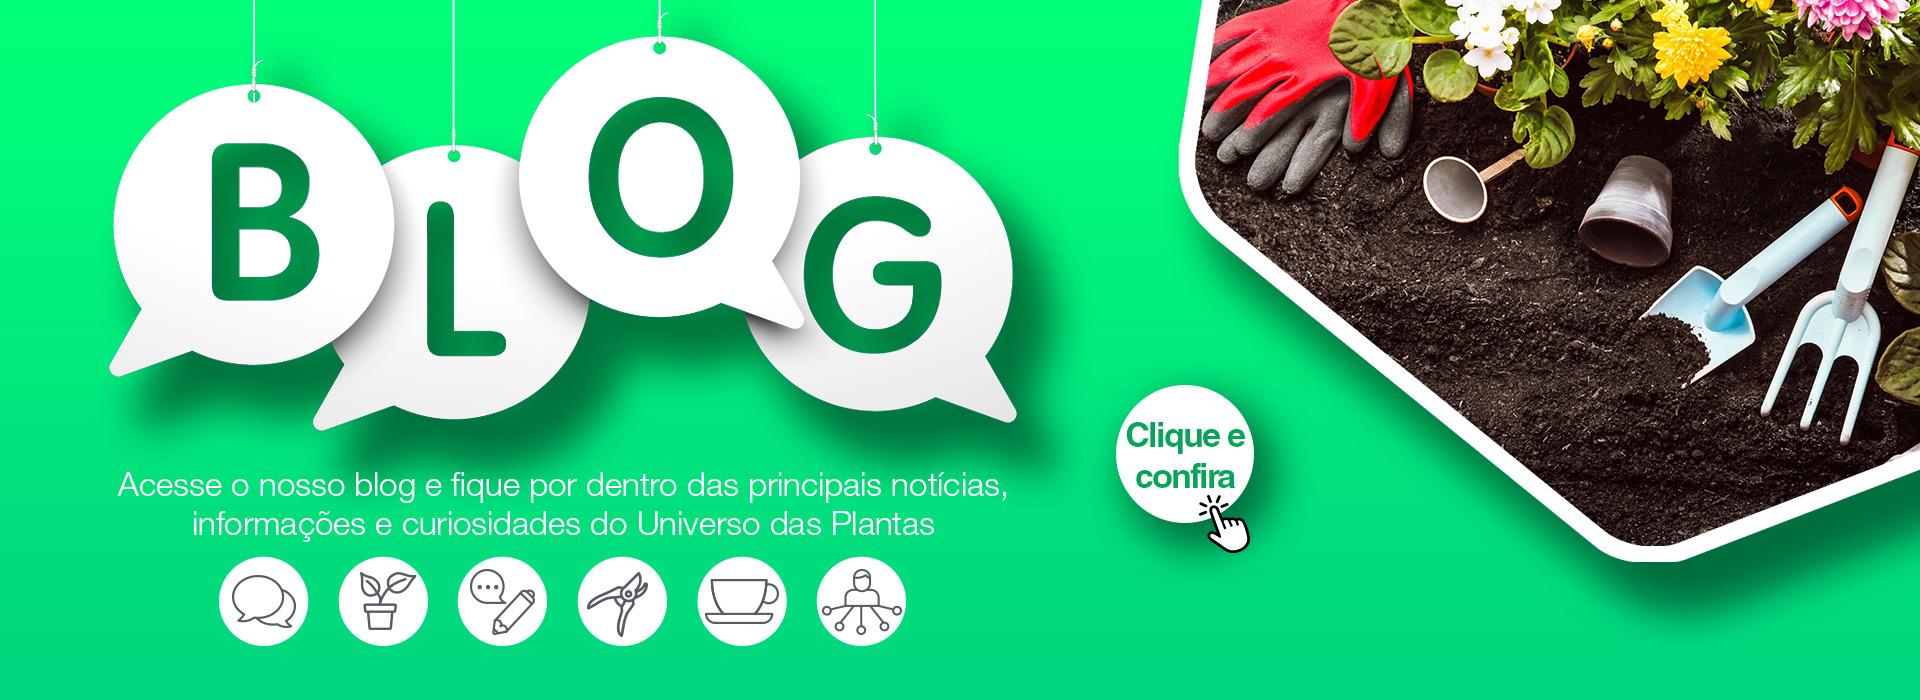 BLOG
Acesse o nosso blog e fique por dentro das principais notícias,
informações e curiosidades do Universo das Plantas
Clique e
confira